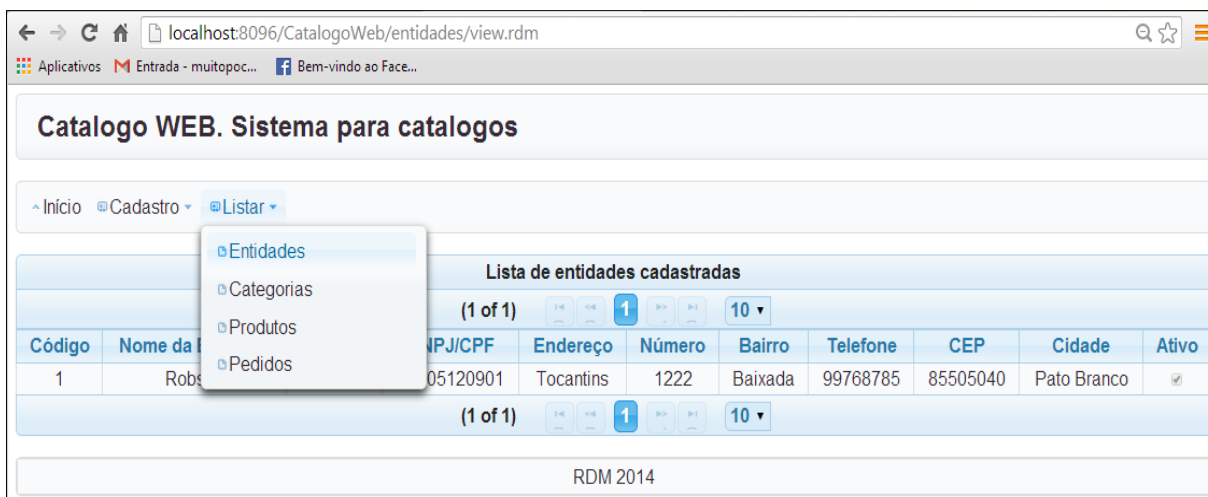 localhost:8096/CatalogoWeb/entidades/view.rdm
Aplicativos Entrada - muitopoc... Bem-vindo ao Face...
Catalogo WEB. Sistema para catalogos
Início Cadastro Listar
Entidades
Categorias
Produtos
Pedidos
Lista de entidades cadastradas
(1 of 1) 1 10
Código Nome da NPJ/CPF Endereço Número Bairro Telefone CEP Cidade Ativo
1 Robs 05120901 Tocantins 1222 Baixada 99768785 85505040 Pato Branco
(1 of 1) 1 10
RDM 2014